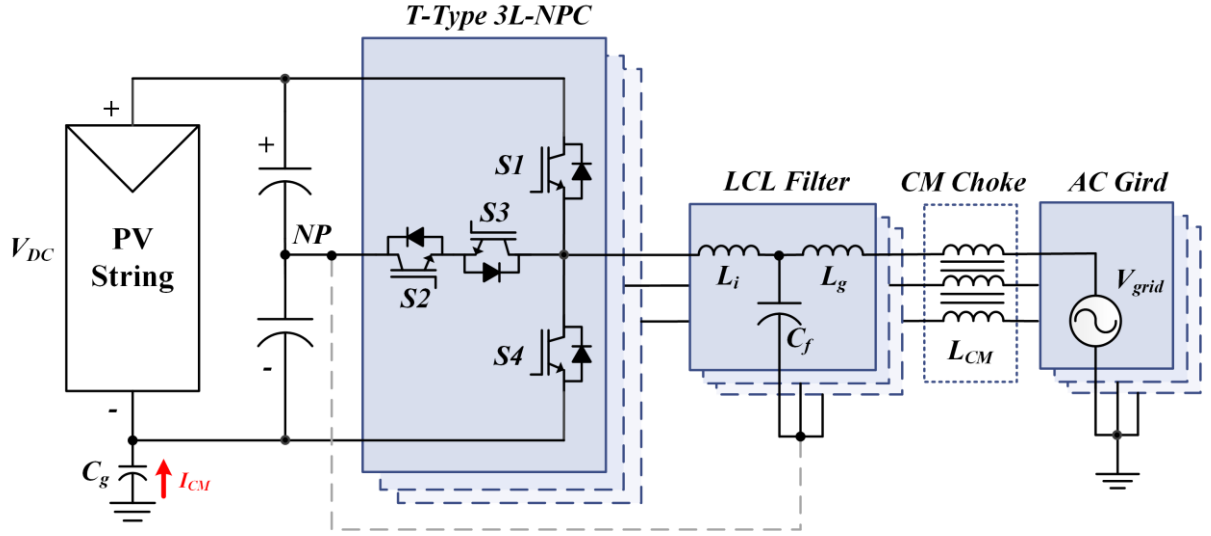 T-Type 3L-NPC
+
PV
String
-
V_DC
+
-
NP
S1
S3
S2
S4
LCL Filter
L_i
L_g
C_f
CM Choke
L_CM
AC Gird
V_grid
C_g
I_CM